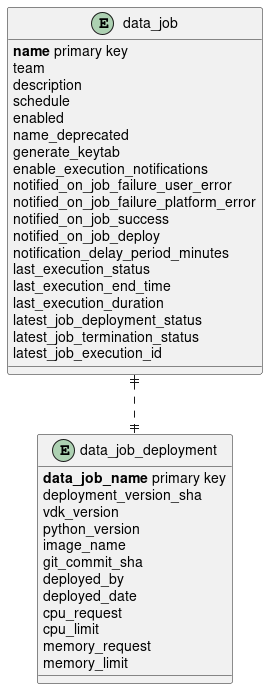 E data_job
name primary key
team
description
schedule
enabled
name_deprecated
generate_keytab
enable_execution_notifications
notified_on_job_failure_user_error
notified_on_job_failure_platform_error
notified_on_job_success
notified_on_job_deploy
notification_delay_period_minutes
last_execution_status
last_execution_end_time
last_execution_duration
latest_job_deployment_status
latest_job_termination_status
latest_job_execution_id
E data_job_deployment
data_job_name primary key
deployment_version_sha
vdk_version
python_version
image_name
git_commit_sha
deployed_by
deployed_date
cpu_request
cpu_limit
memory_request
memory_limit